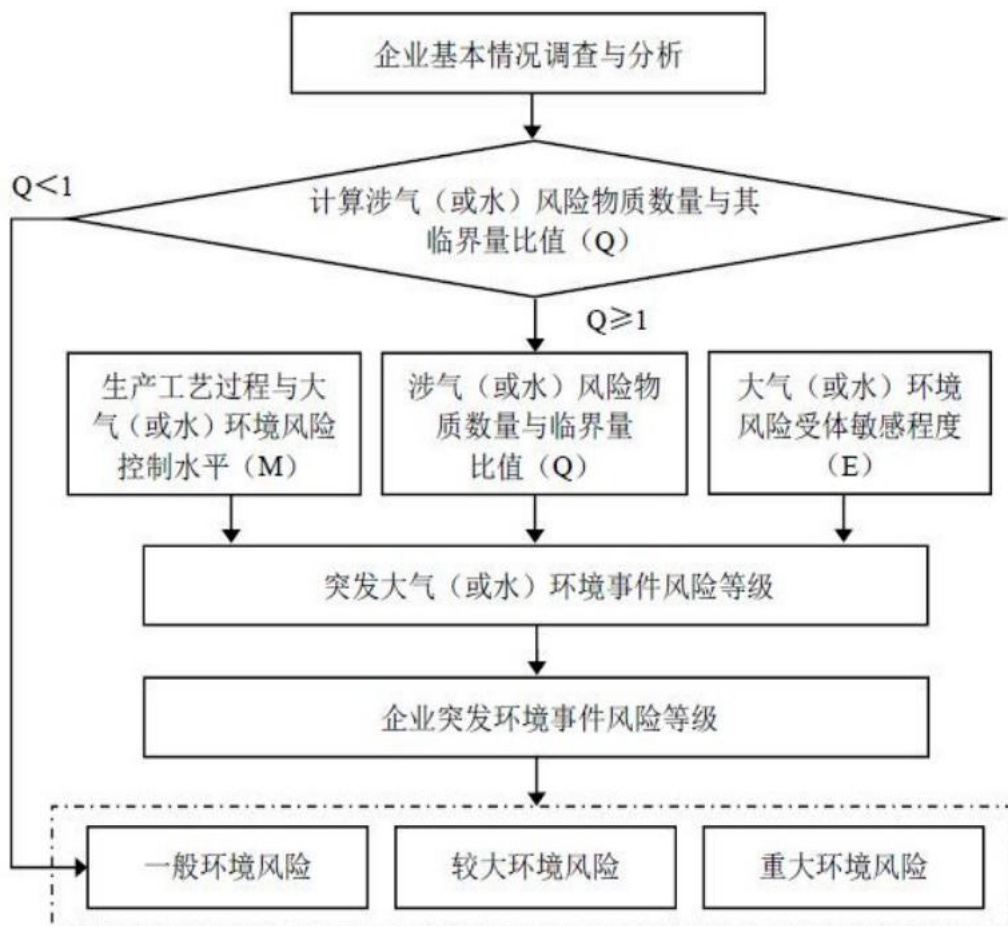 企业基本情况调查与分析
Q<1
计算涉气（或水）风险物质数量与其
临界量比值（Q）
Q≥1
生产工艺过程与大
气（或水）环境风险
控制水平（M）
涉气（或水）风险物
质数量与临界量
比值（Q）
大气（或水）环境
风险受体敏感程度
（E）
突发大气（或水）环境事件风险等级
企业突发环境事件风险等级
一般环境风险
较大环境风险
重大环境风险